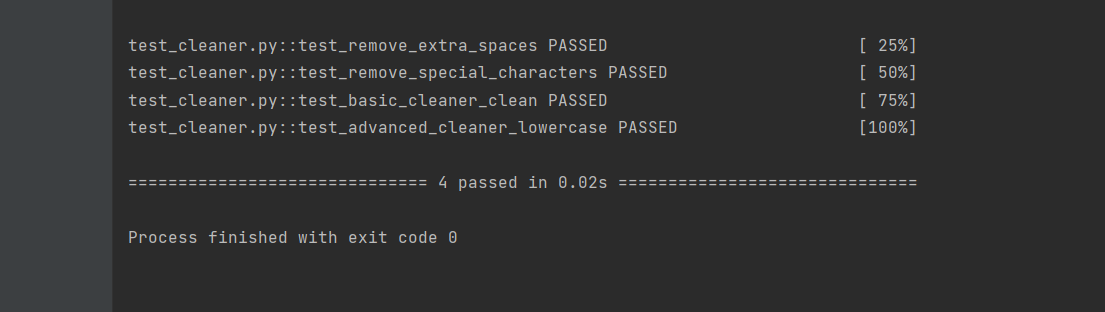 test_cleaner.py::test_remove_extra_spaces PASSED                         [ 25%]
test_cleaner.py::test_remove_special_characters PASSED                   [ 50%]
test_cleaner.py::test_basic_cleaner_clean PASSED                         [ 75%]
test_cleaner.py::test_advanced_cleaner_lowercase PASSED                  [100%]
============================== 4 passed in 0.02s ==============================
Process finished with exit code 0